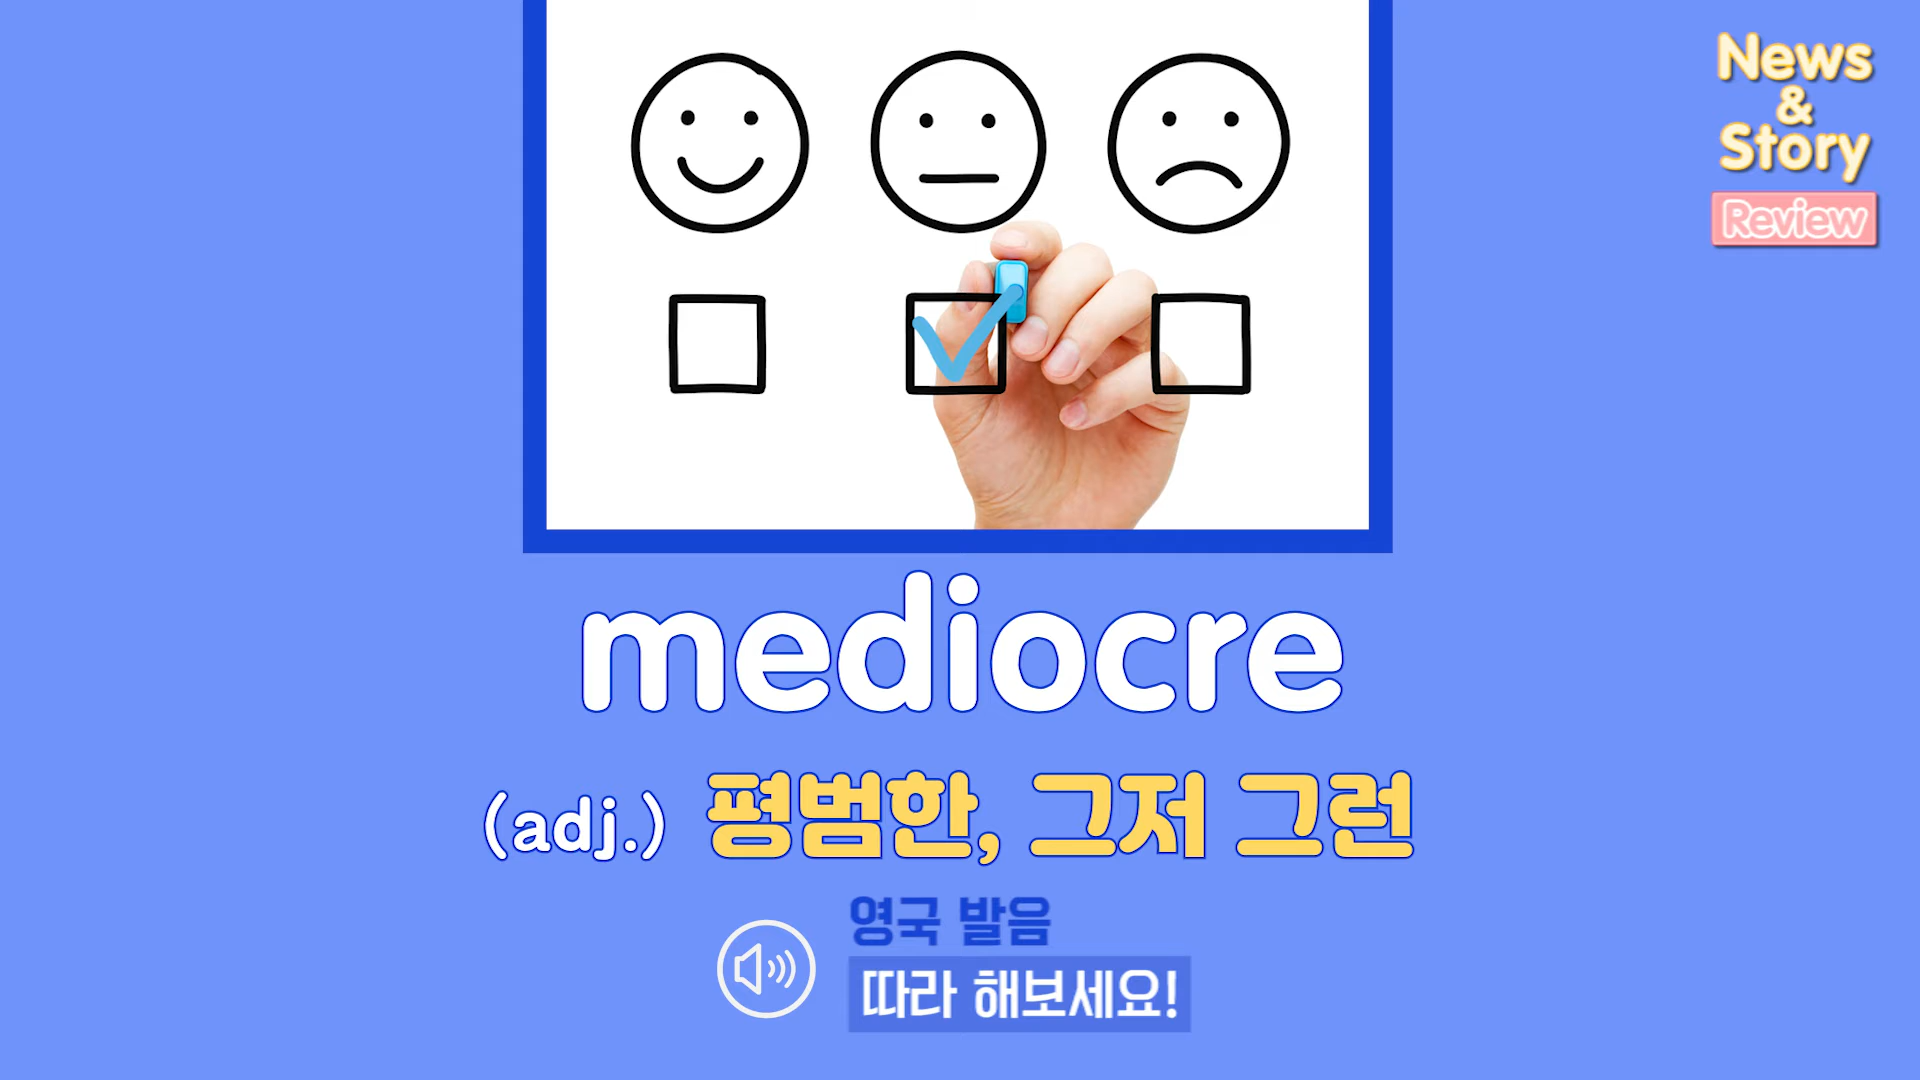 News
&
Story
Review
mediocre
(adj.) 평범한, 그저 그런
영국 발음
따라 해보세요!